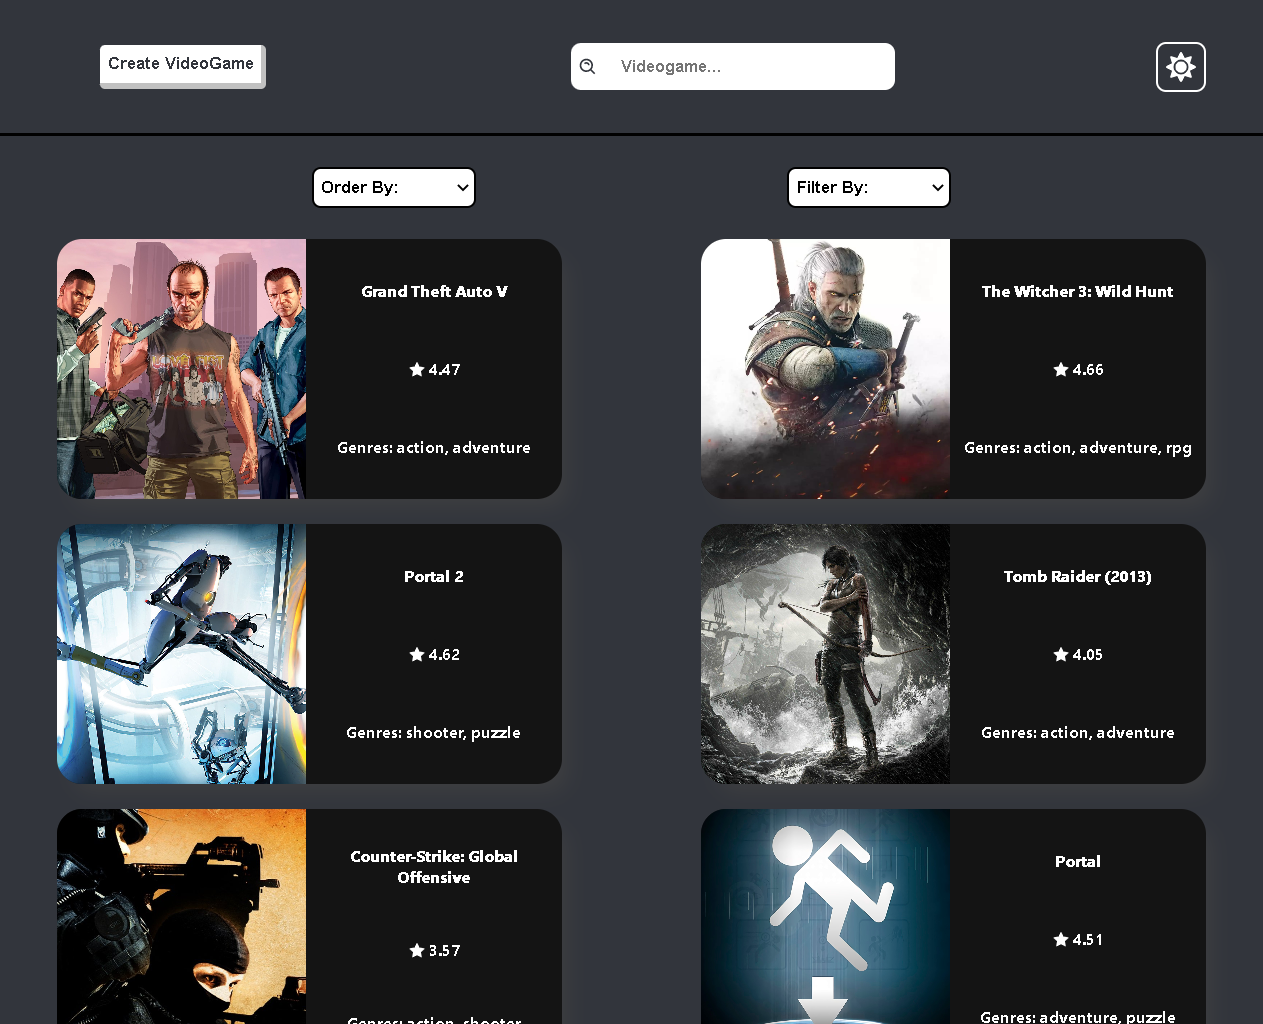 Create VideoGame
Videogame...
Order By:
Filter By:
Grand Theft Auto V
4.47
Genres: action, adventure
The Witcher 3: Wild Hunt
4.66
Genres: action, adventure, rpg
Portal 2
4.62
Genres: shooter, puzzle
Tomb Raider (2013)
4.05
Genres: action, adventure
Counter-Strike: Global
Offensive
3.57
Genres: action, shooter
Portal
4.51
Genres: adventure, puzzle